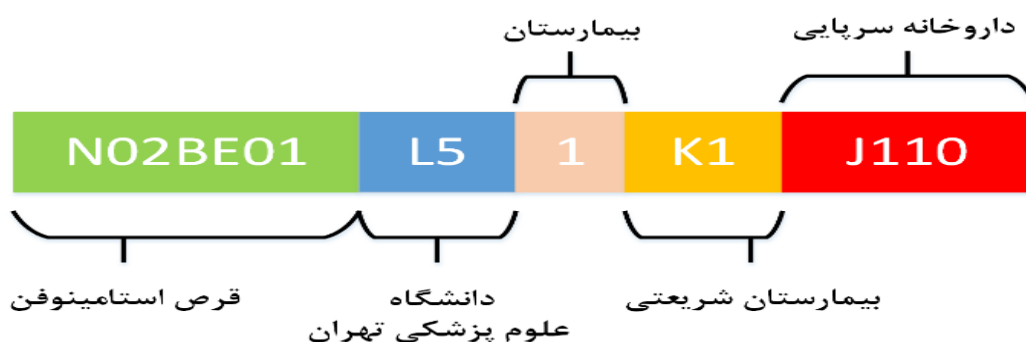 بیمارستان
داروخانه سرپایی
N02BE01
L5
1
K1
J110
قرص استامینوفن
دانشگاه
علوم پزشکی تهران
بیمارستان شریعتی